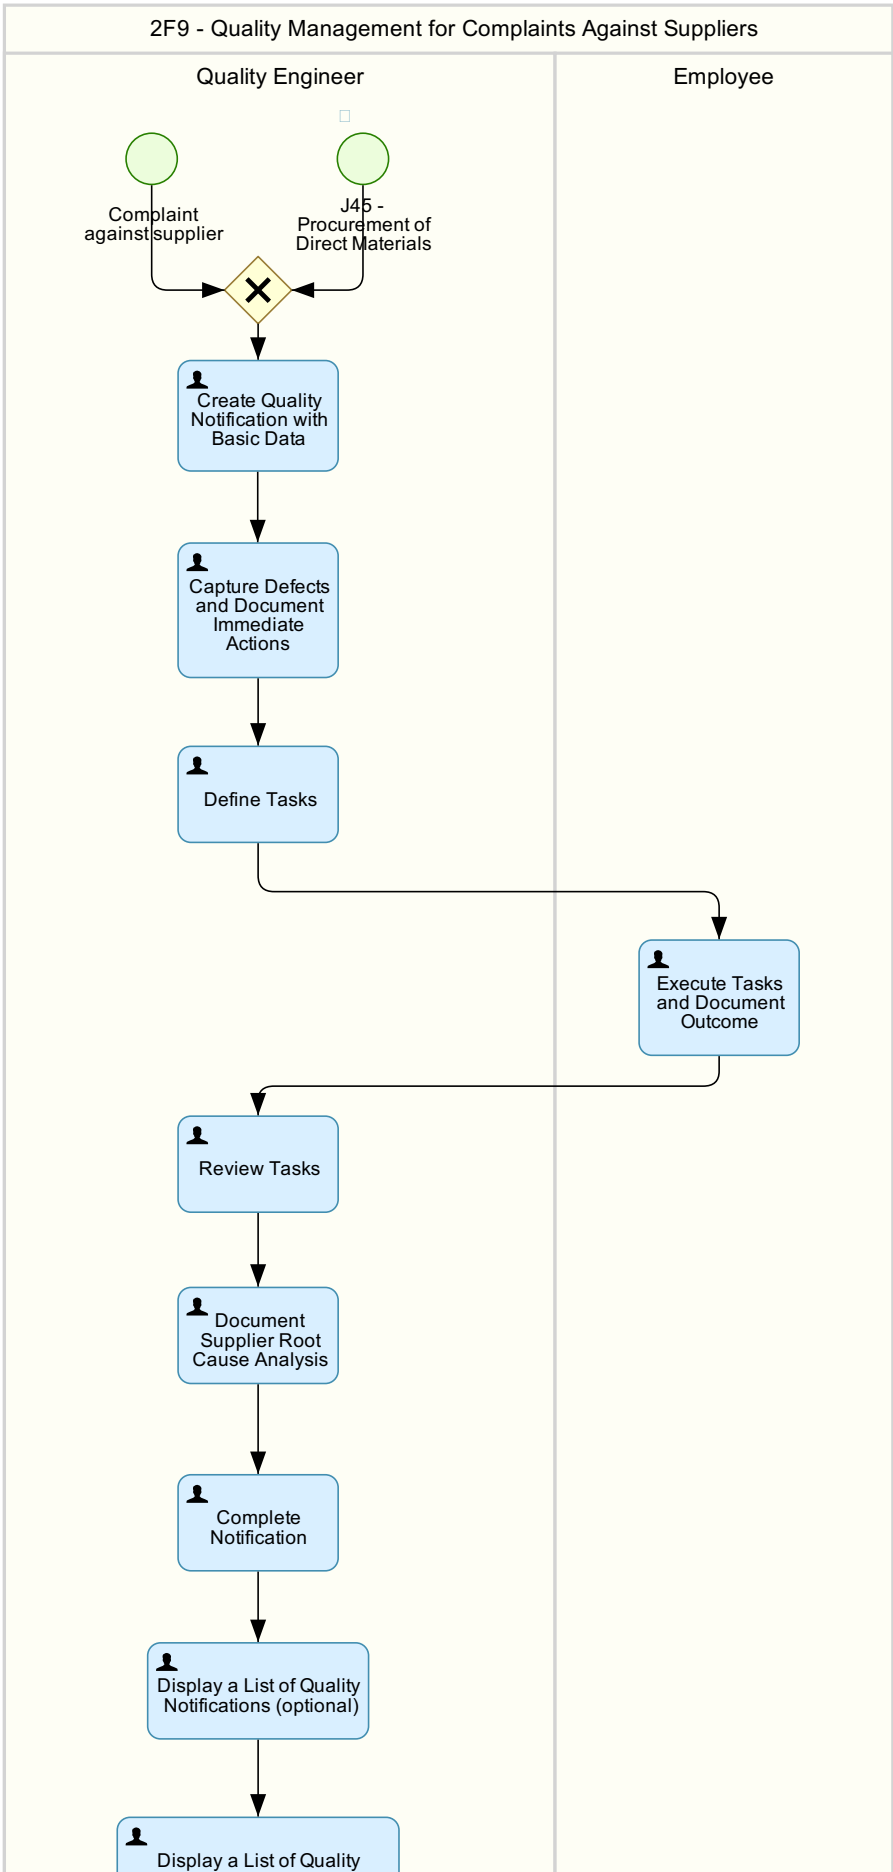 2F9 - Quality Management for Complaints Against Suppliers
Quality Engineer
Employee
Complaint
against supplier
J45 -
Procurement of
Direct Materials
Create Quality
Notification with
Basic Data
Capture Defects
and Document
Immediate
Actions
Define Tasks
Execute Tasks
and Document
Outcome
Review Tasks
Document
Supplier Root
Cause Analysis
Complete
Notification
Display a List of Quality
Notifications (optional)
Display a List of Quality